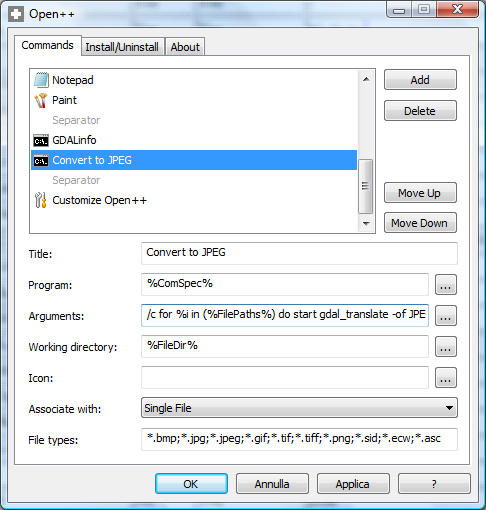 Open++
Commands Install/Uninstall About
Notepad
Paint
Separator
GDALinfo
Convert to JPEG
Separator
Customize Open++
Add
Delete
Move Up
Move Down
Title: Convert to JPEG
Program: %ComSpec% ...
Arguments: /c for %i in (%FilePaths%) do start gdal_translate -of JPE ...
Working directory: %FileDir% ...
Icon: ...
Associate with: Single File
File types: *.bmp;*.jpg;*.jpeg;*.gif;*.tif;*.tiff;*.png;*.sid;*.ecw;*.asc
OK Annulla Applica ?